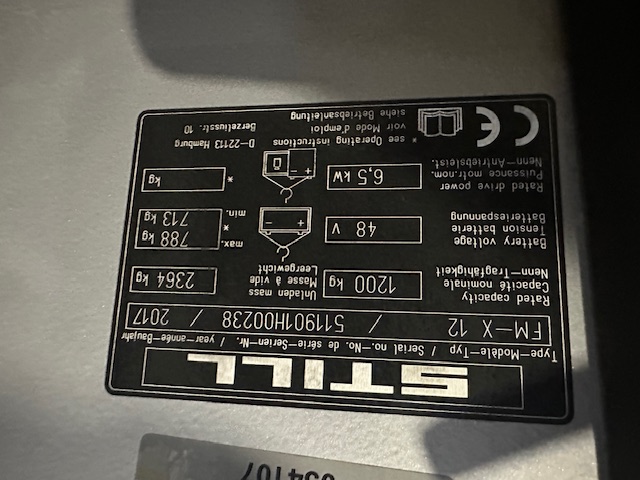 STILL
Type-Modèle-Typ / Serial no.-No. de série-Serien-Nr. / year-année-Baujahr
FM-X 12 / 511901H00238 / 2017
Rated capacity
Capacité nominale
Nenn-Tragfähigkeit
1200 kg
Unladen mass
Masse à vide
Leergewicht
2364 kg
Battery voltage
Tension batterie
Batteriespannung
48 V
max. 788 kg *
min. 713 kg *
Rated drive power
Puissance motr.nom.
Nenn-Antriebsleist.
6,5 kW
* kg
* see Operating instructions
voir Mode d'emploi
siehe Betriebsanleitung
D-22113 Hamburg
Berzeliusstr. 10
CE